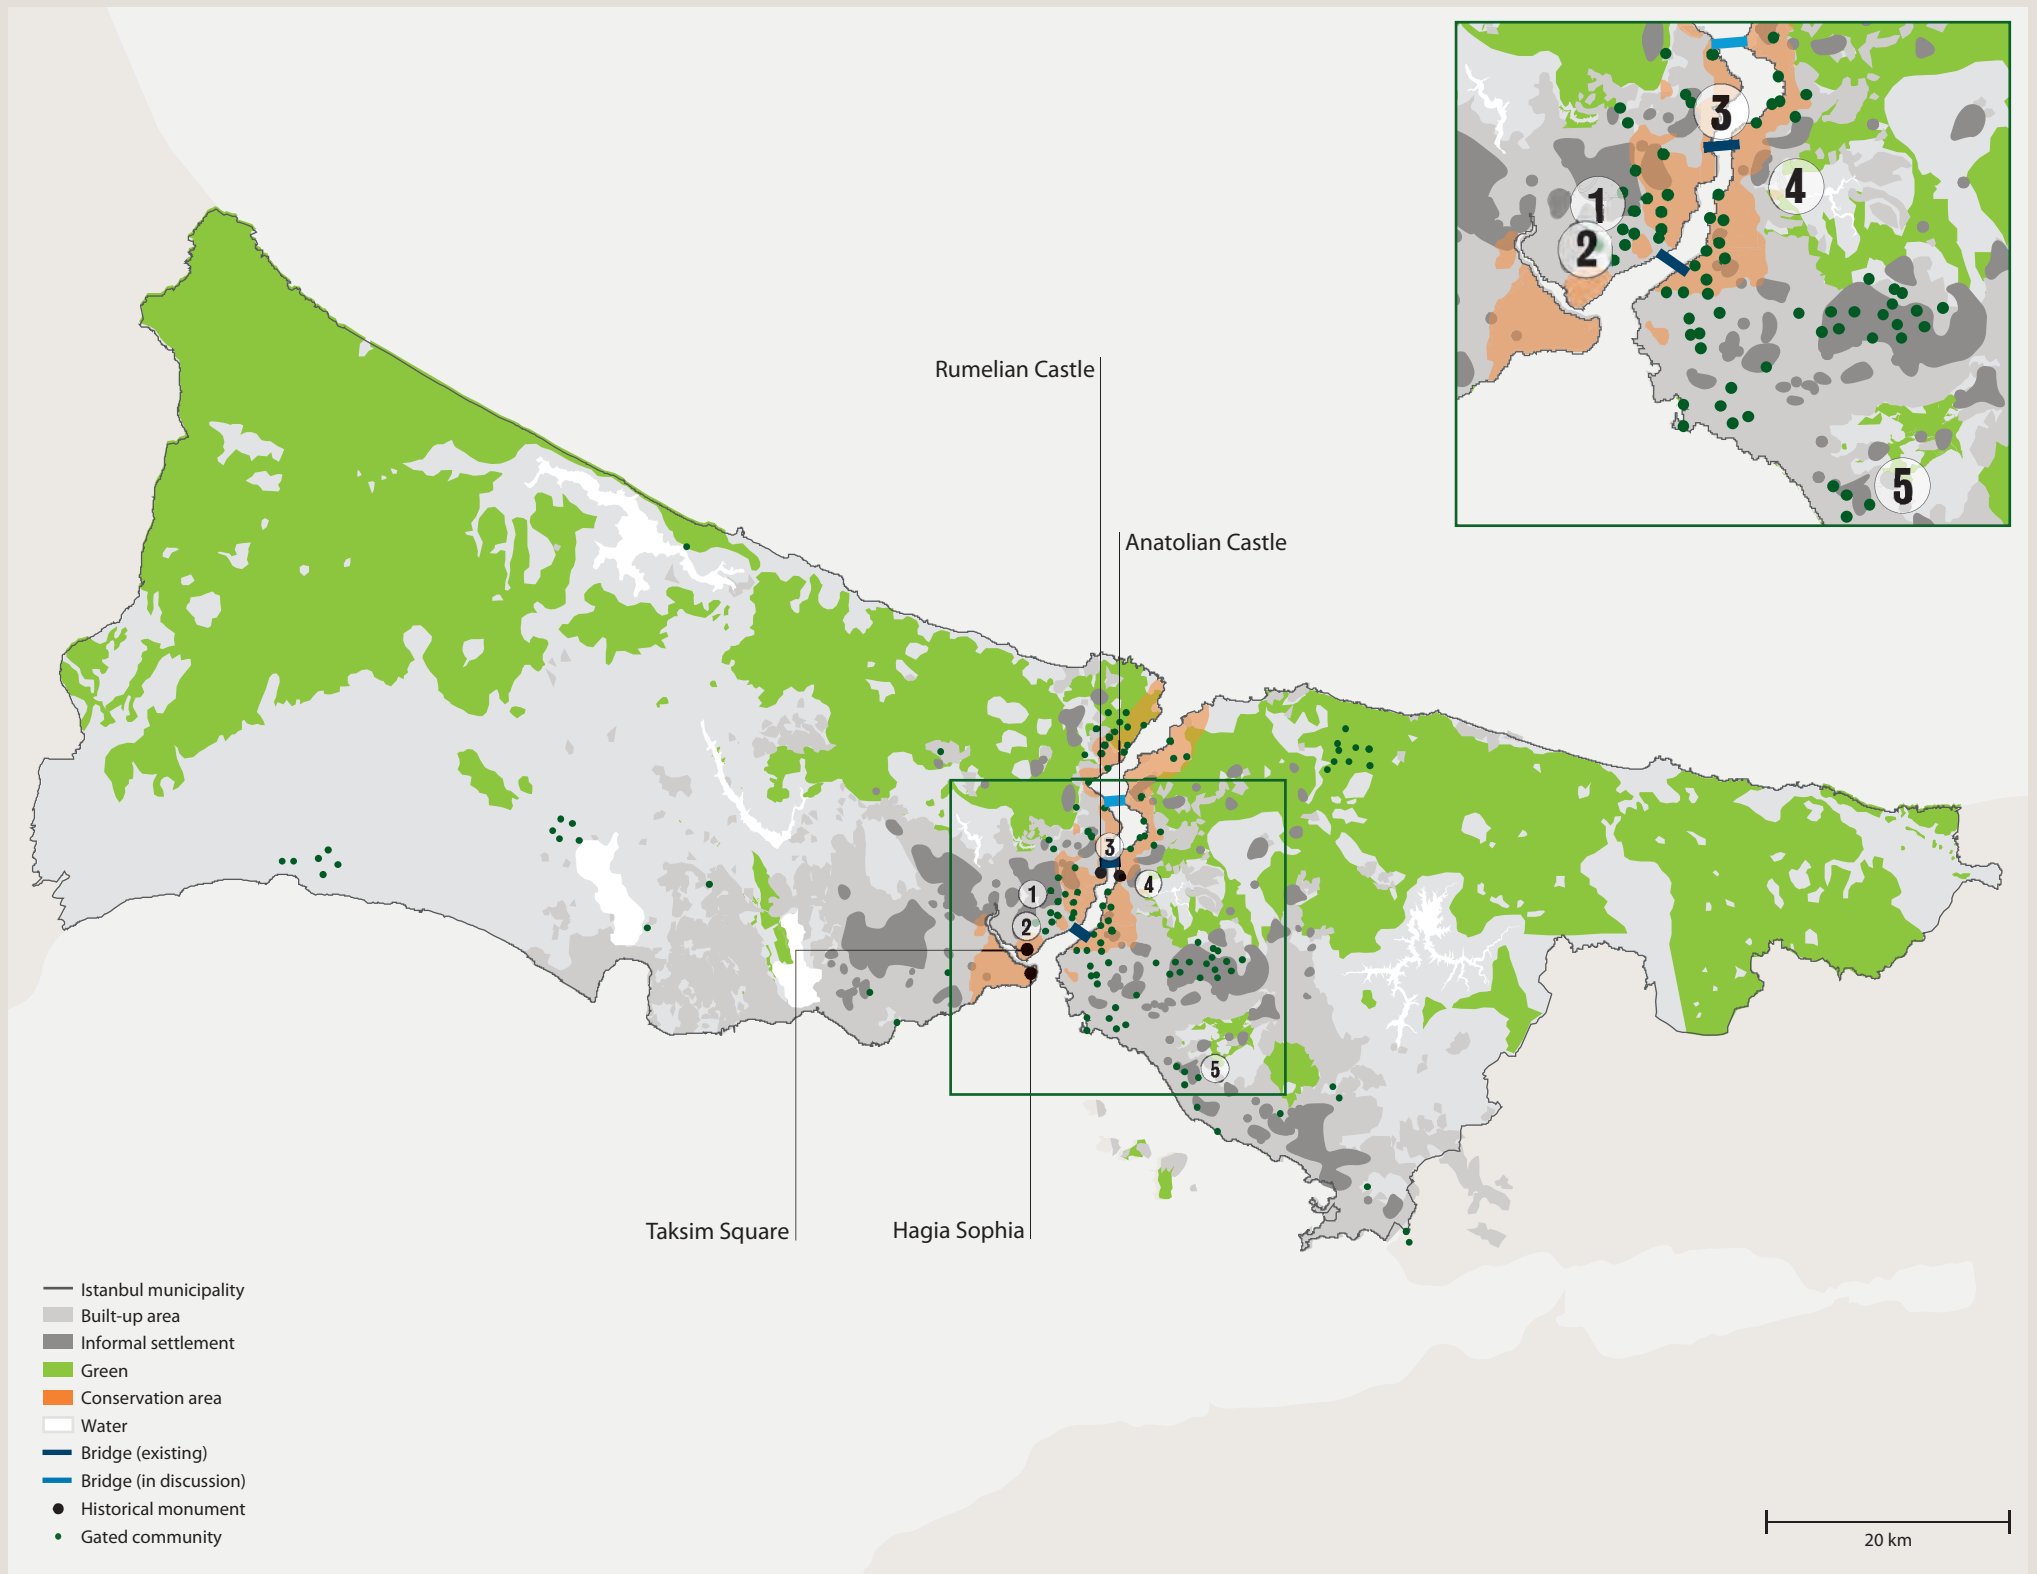 1
2
3
4
5
Rumelian Castle
Anatolian Castle
3
1
4
2
5
Taksim Square
Hagia Sophia
Istanbul municipality
Built-up area
Informal settlement
Green
Conservation area
Water
Bridge (existing)
Bridge (in discussion)
Historical monument
Gated community
20 km